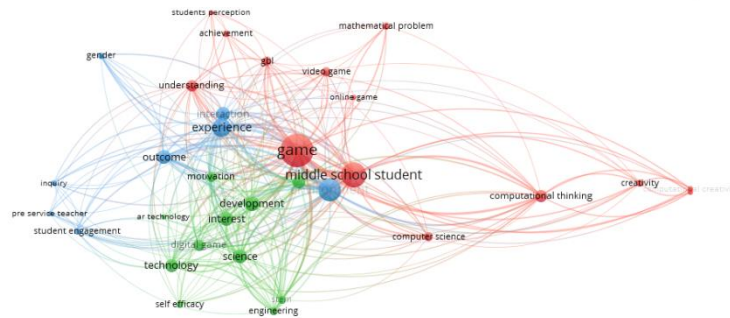 students perception
achievement
mathematical problem
gender
gbl
video game
understanding
online game
interaction
experience
game
outcome
motivation
middle school student
inquiry
computational thinking
creativity
development
pre service teacher
ar technology
interest
student engagement
computer science
digital game
science
technology
stem
self efficacy
engineering